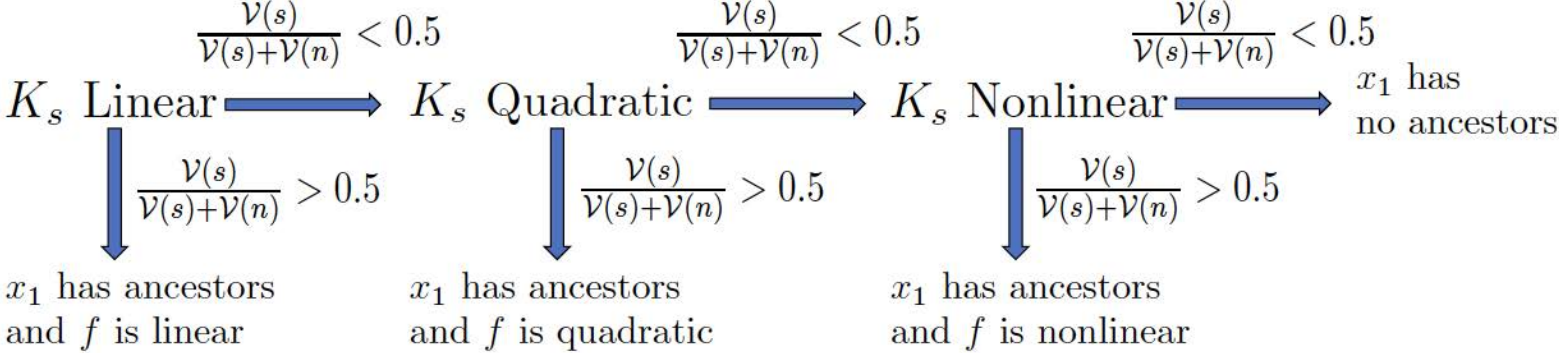 𝒱(s)/(𝒱(s)+𝒱(n)) < 0.5
𝒱(s)/(𝒱(s)+𝒱(n)) < 0.5
𝒱(s)/(𝒱(s)+𝒱(n)) < 0.5
K_s Linear
K_s Quadratic
K_s Nonlinear
x_1 has
no ancestors
𝒱(s)/(𝒱(s)+𝒱(n)) > 0.5
𝒱(s)/(𝒱(s)+𝒱(n)) > 0.5
𝒱(s)/(𝒱(s)+𝒱(n)) > 0.5
x_1 has ancestors
and f is linear
x_1 has ancestors
and f is quadratic
x_1 has ancestors
and f is nonlinear